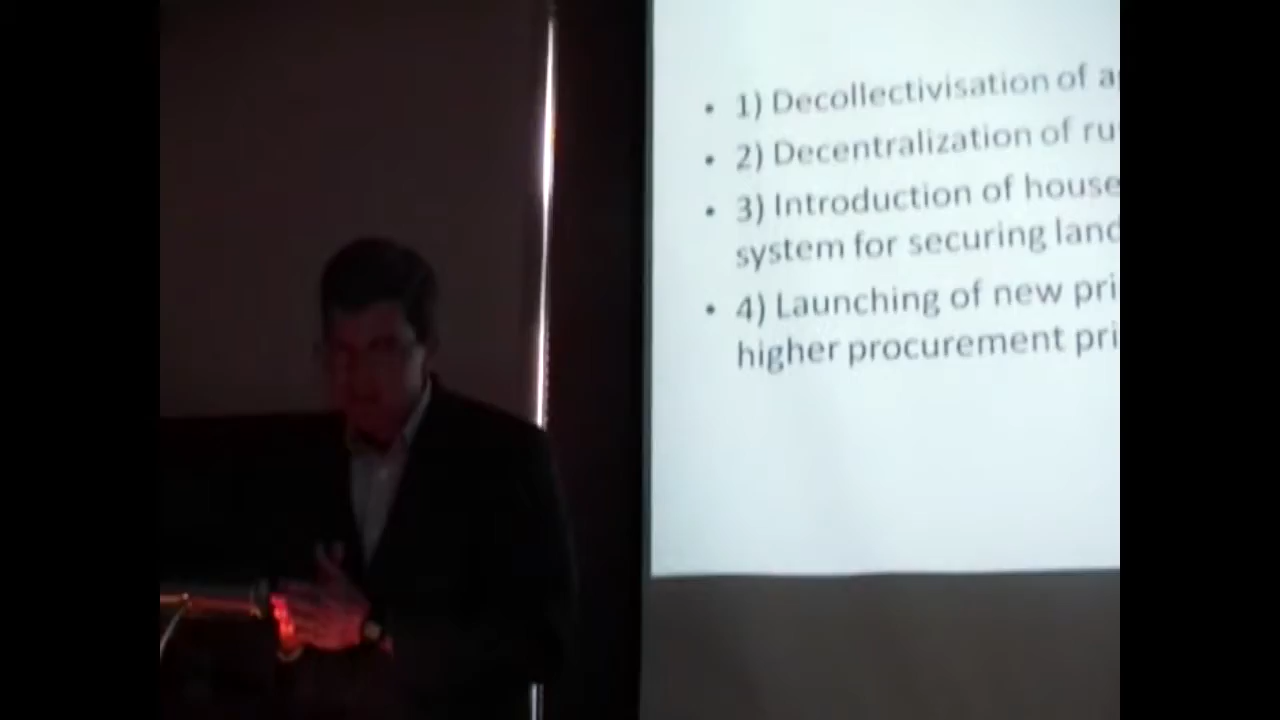 • 1) Decollectivisation of a
• 2) Decentralization of ru
• 3) Introduction of house
system for securing land
• 4) Launching of new pri
higher procurement pri